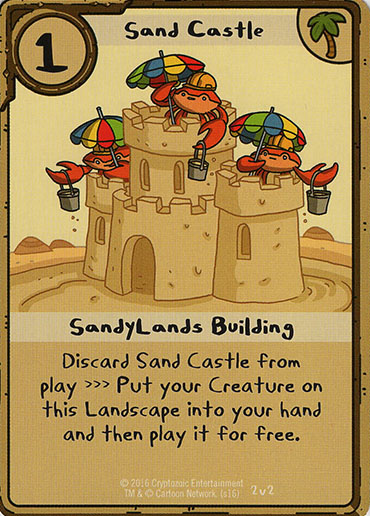 1
Sand Castle
SandyLands Building
Discard Sand Castle from
play >>> Put your Creature on
this Landscape into your hand
and then play it for free.
© 2016 Cryptozoic Entertainment
TM & © Cartoon Network. (s16). 2v2